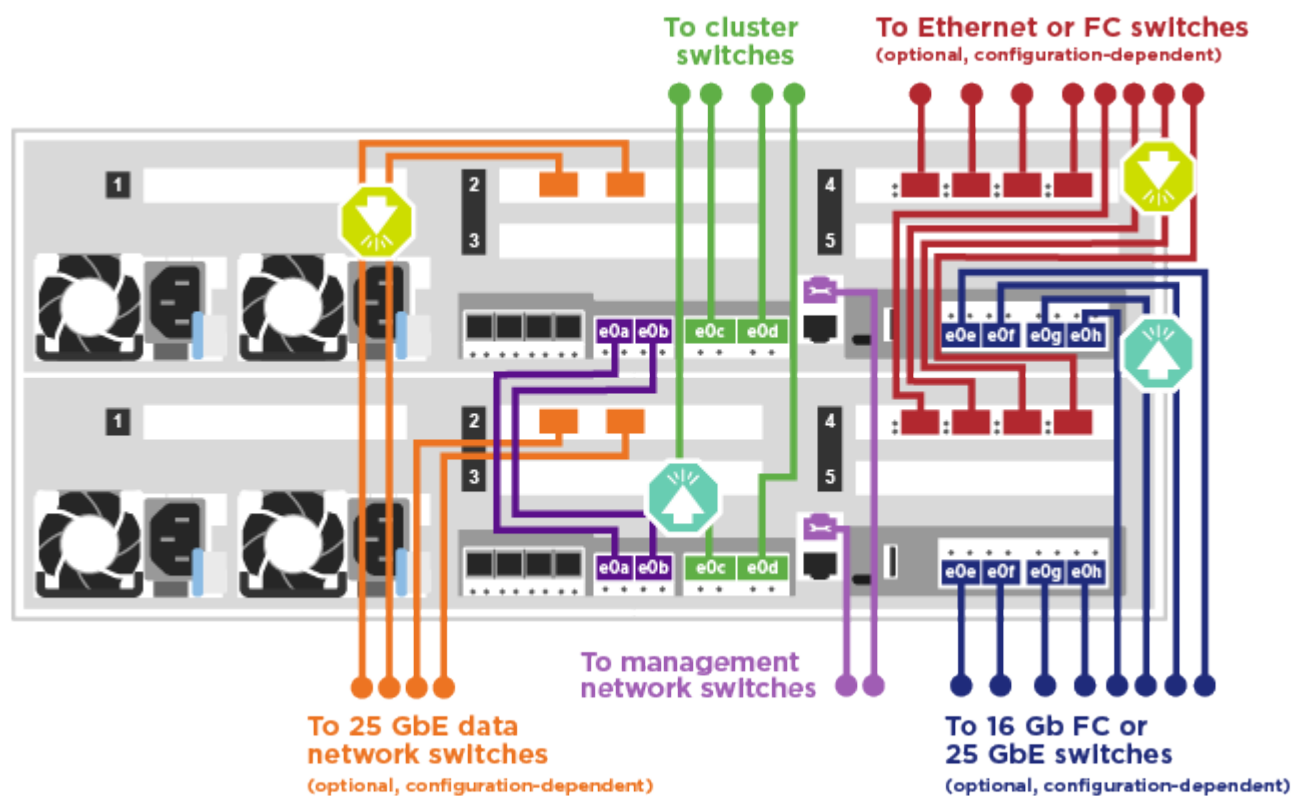 To cluster
switches
To Ethernet or FC switches
(optional, configuration-dependent)
1
2
3
4
5
e0a e0b e0c e0d
e0e e0f e0g e0h
1
2
3
4
5
e0a e0b e0c e0d
e0e e0f e0g e0h
To management
network switches
To 25 GbE data
network switches
(optional, configuration-dependent)
To 16 Gb FC or
25 GbE switches
(optional, configuration-dependent)